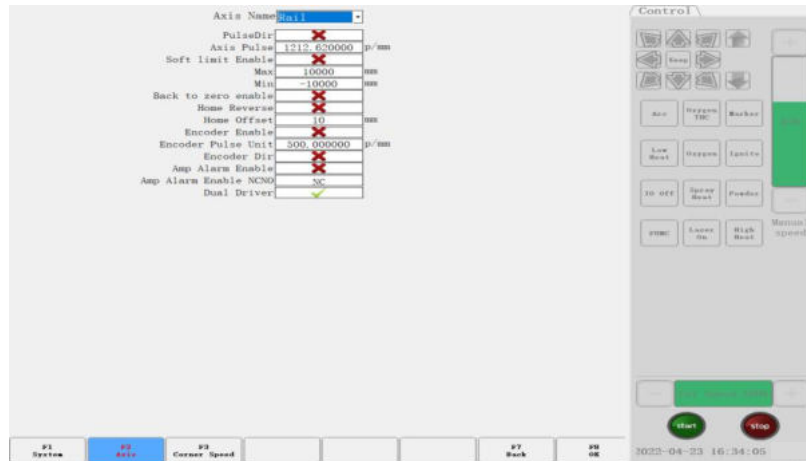 Axis Name Rail
PulseDir
Axis Pulse 1212.620000 p/mm
Soft limit Enable
Max 10000 mm
Min -10000 mm
Back to zero enable
Home Reverse
Home Offset 10 mm
Encoder Enable
Encoder Pulse Unit 500.000000 p/mm
Encoder Dir
Amp Alarm Enable
Amp Alarm Enable NCNO NC
Dual Driver
Control
Keep
Arc Oxygen THC Marker
Low Heat Oxygen Ignite
IO Off Spray Heat Powder
Manual speed
FUNC Laser On High Heat
start stop
F1 System F2 Axis F3 Corner Speed F7 Back F8 OK
2022-04-23 16:34:05